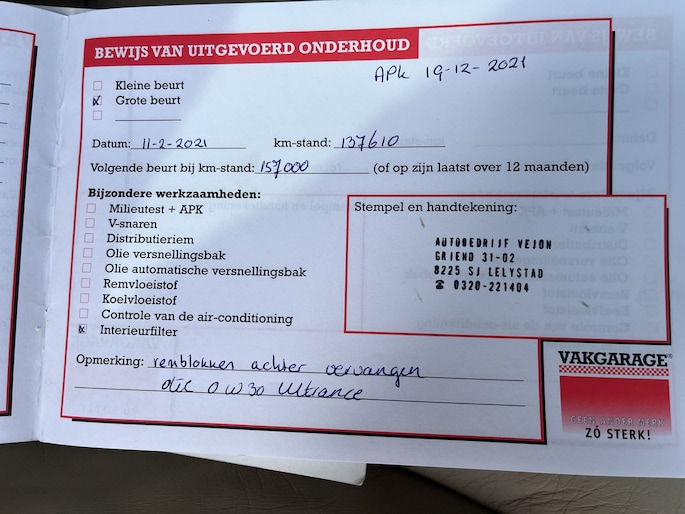 BEWIJS VAN UITGEVOERD ONDERHOUD
APK 19-12-2021
Kleine beurt
Grote beurt
Datum: 11-2-2021 km-stand: 137610
Volgende beurt bij km-stand: 157000 (of op zijn laatst over 12 maanden)
Bijzondere werkzaamheden:
Milieutest + APK
V-snaren
Distributieriem
Olie versnellingsbak
Olie automatische versnellingsbak
Remvloeistof
Koelvloeistof
Controle van de air-conditioning
Interieurfilter
Stempel en handtekening:
AUTOBEDRIJF VEJON
GRIEND 31-02
8225 SJ LELYSTAD
☎ 0320-221404
Opmerking: remblokken achter vervangen
olie 0W30 Ultrance
VAKGARAGE®
GEEN ANDER MERK
ZÓ STERK!